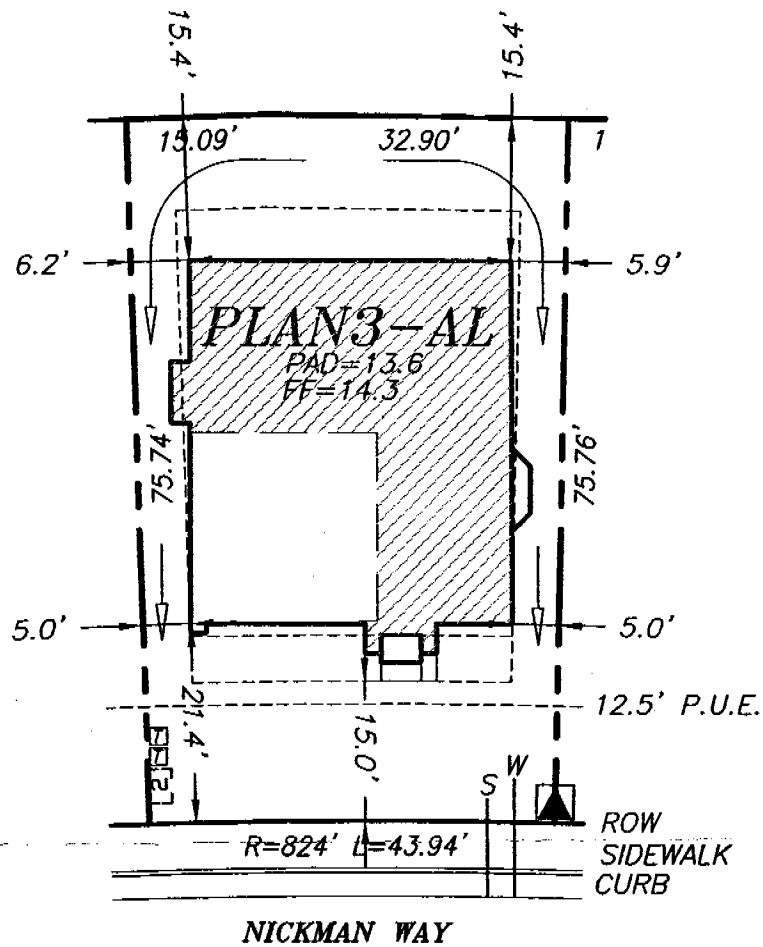 15.4' 15.4'
15.09' 32.90' 1
6.2' 5.9'
PLAN3-AL
PAD=13.6
FF=14.3
75.74' 75.76'
5.0' 5.0'
21.4' 15.0' 12.5' P.U.E.
1
1
2
S W
ROW
R=824' L=43.94' SIDEWALK
CURB
NICKMAN WAY